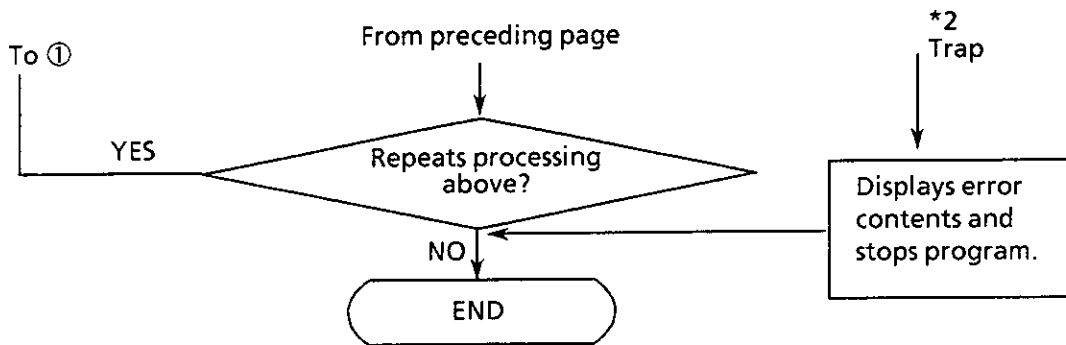 From preceding page
*2
Trap
To ①
YES
Repeats processing
above?
Displays error
contents and
stops program.
NO
END